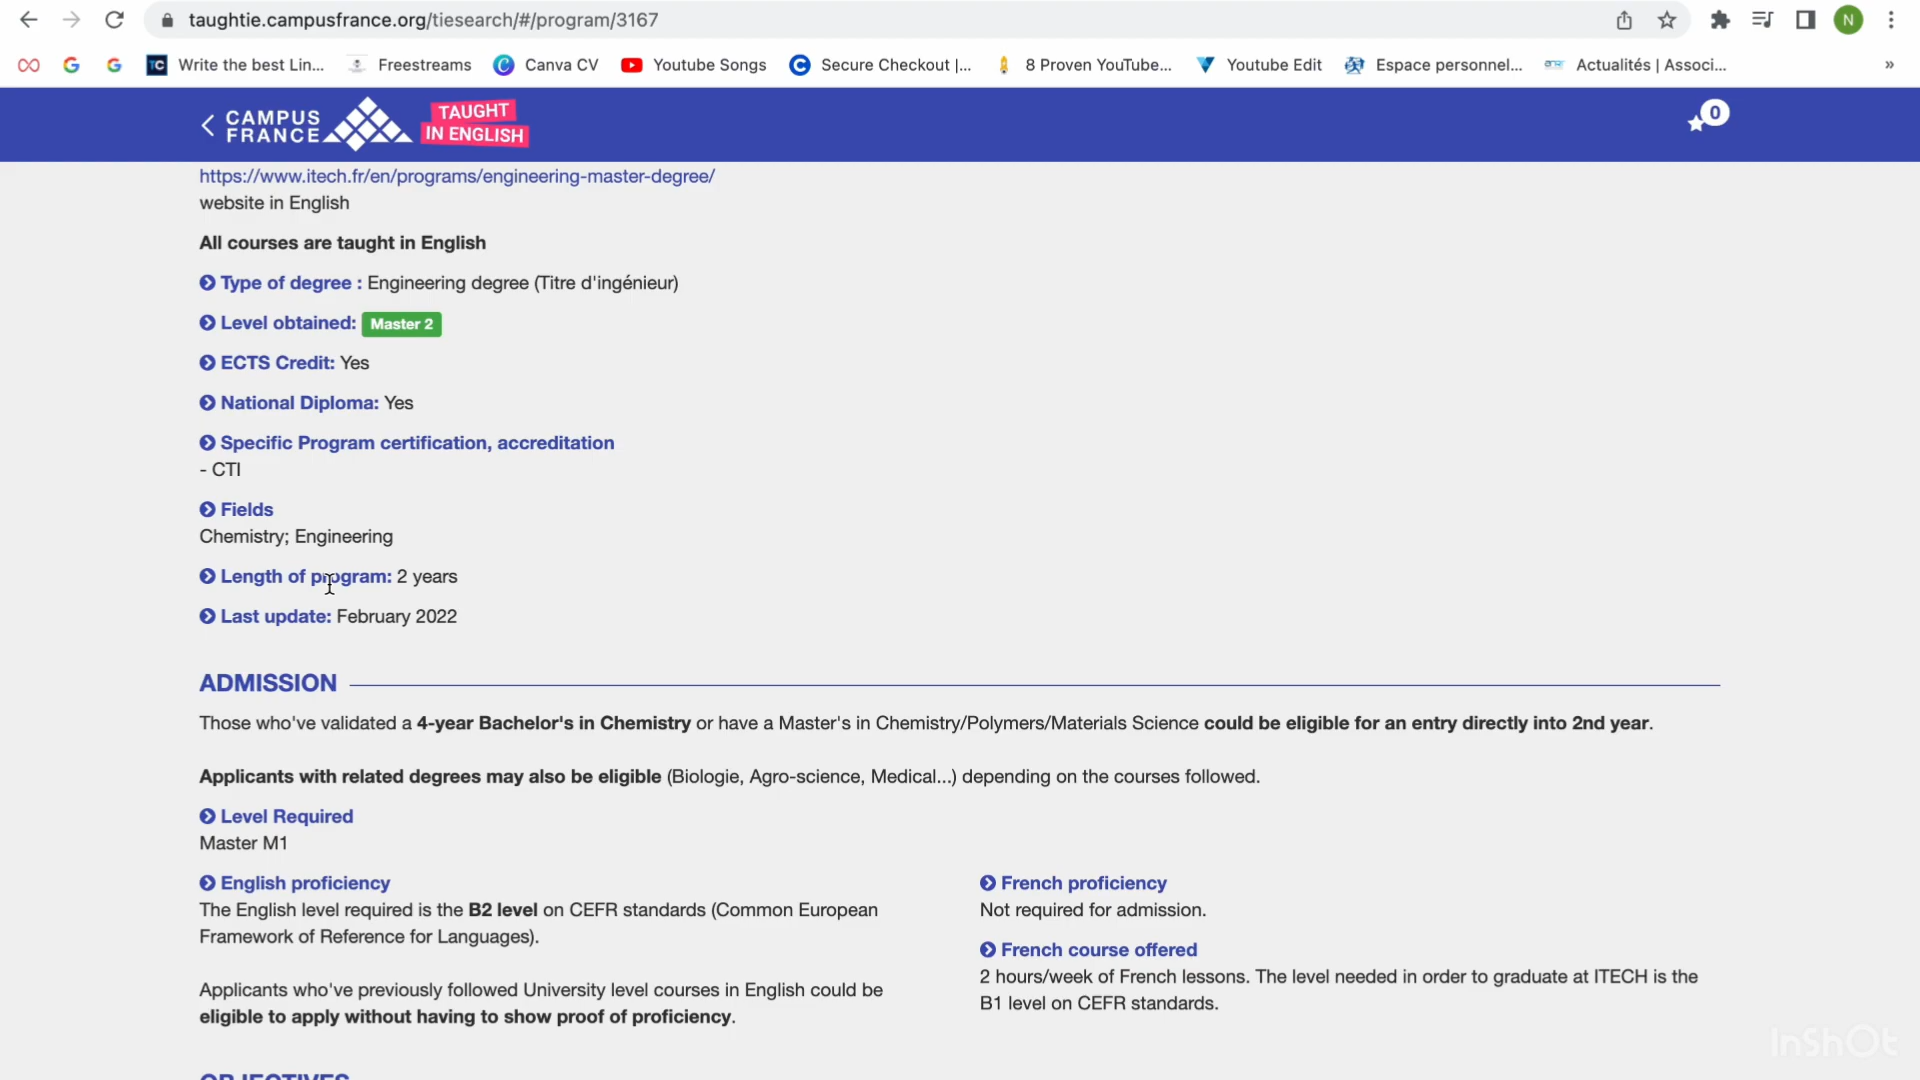 taughtie.campusfrance.org/tiesearch/#/program/3167
N
TC Write the best Lin... Freestreams Canva CV Youtube Songs Secure Checkout |... 8 Proven YouTube... Youtube Edit Espace personnel... Actualités | Associ... »
CAMPUS
FRANCE
TAUGHT
IN ENGLISH
0
https://www.itech.fr/en/programs/engineering-master-degree/
website in English
All courses are taught in English
Type of degree : Engineering degree (Titre d'ingénieur)
Level obtained: Master 2
ECTS Credit: Yes
National Diploma: Yes
Specific Program certification, accreditation
- CTI
Fields
Chemistry; Engineering
Length of program: 2 years
Last update: February 2022
ADMISSION
Those who've validated a 4-year Bachelor's in Chemistry or have a Master's in Chemistry/Polymers/Materials Science could be eligible for an entry directly into 2nd year.
Applicants with related degrees may also be eligible (Biologie, Agro-science, Medical...) depending on the courses followed.
Level Required
Master M1
English proficiency
The English level required is the B2 level on CEFR standards (Common European
Framework of Reference for Languages).
Applicants who've previously followed University level courses in English could be
eligible to apply without having to show proof of proficiency.
French proficiency
Not required for admission.
French course offered
2 hours/week of French lessons. The level needed in order to graduate at ITECH is the
B1 level on CEFR standards.
OBJECTIVES
InShOt